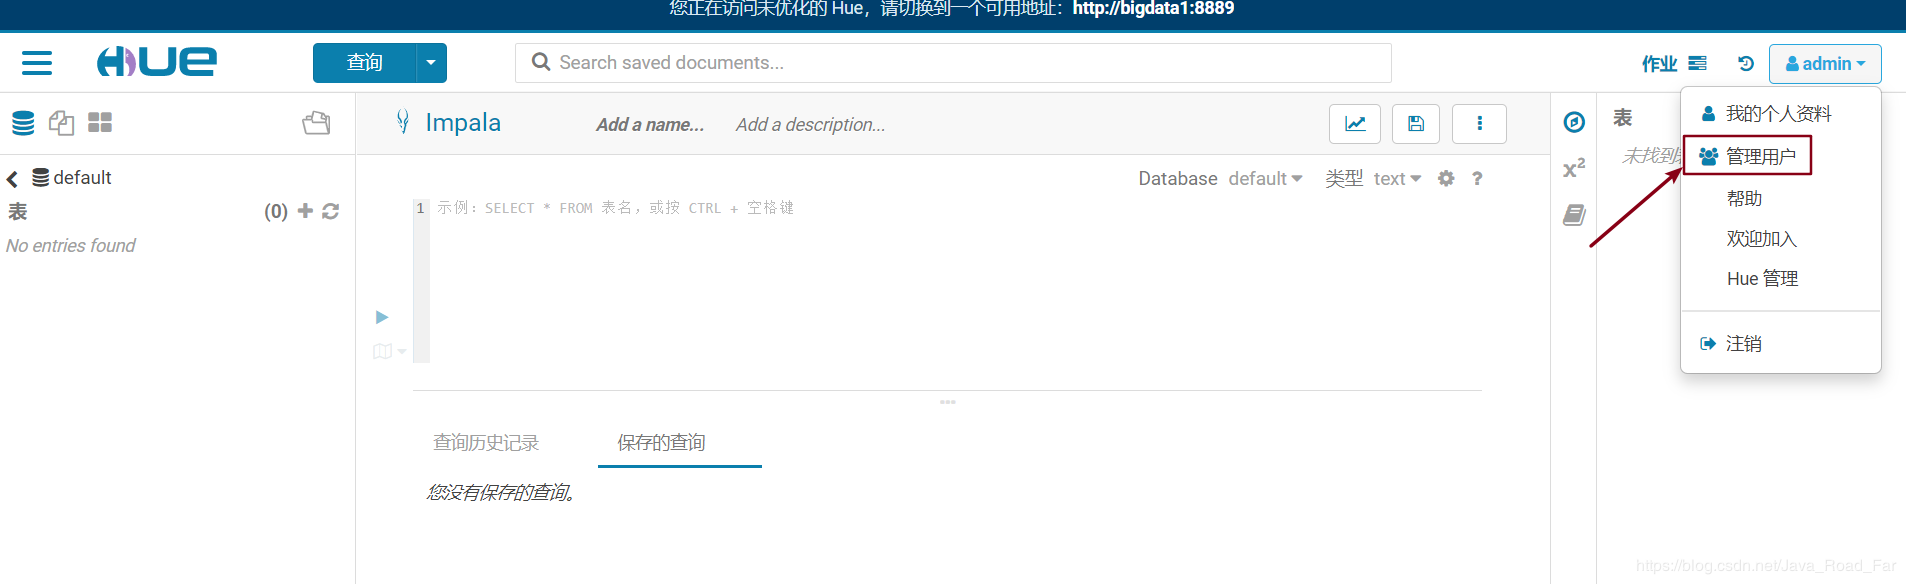 您正在访问未优化的 Hue，请切换到一个可用地址：http://bigdata1:8889
HUE
查询
Search saved documents...
作业
admin
Impala
Add a name...
Add a description...
表
我的个人资料
管理用户
帮助
欢迎加入
Hue 管理
注销
default
表 (0)
No entries found
Database default 类型 text ?
未找到
x²
1 示例：SELECT * FROM 表名，或按 CTRL + 空格键
查询历史记录
保存的查询
您没有保存的查询。
https://blog.csdn.net/Java_Road_Far